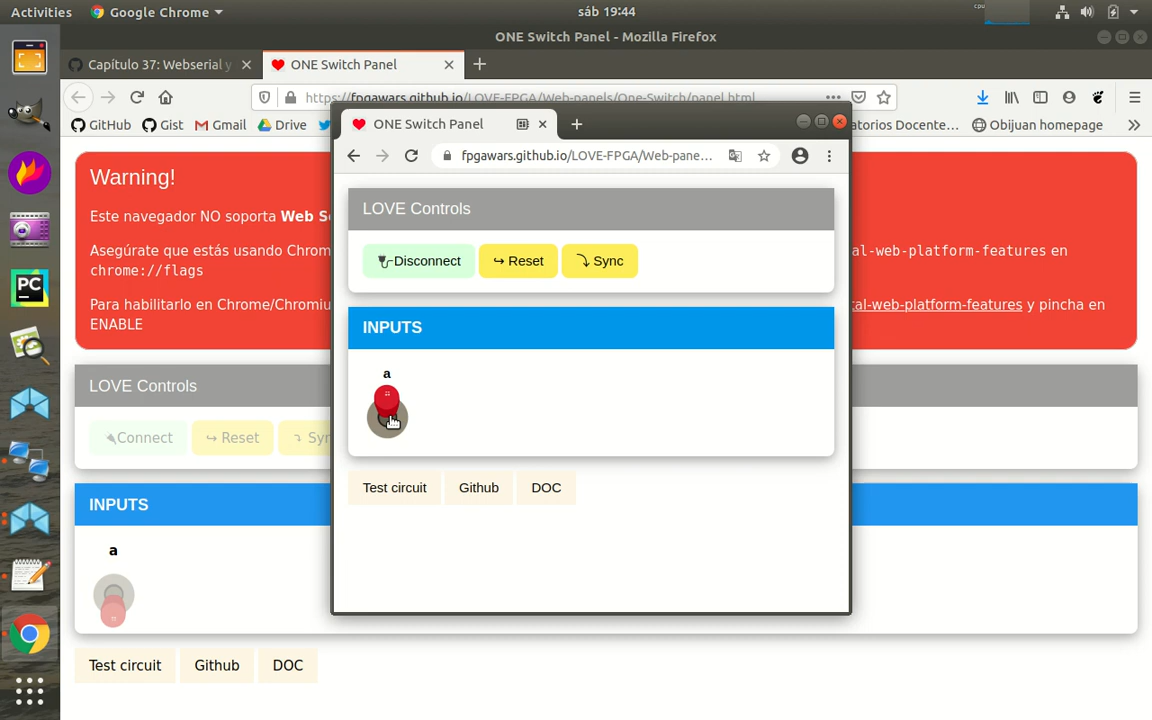 Activities
Google Chrome
sáb 19:44
cpu
ONE Switch Panel - Mozilla Firefox
Capítulo 37: Webserial y
ONE Switch Panel
https://fpgawars.github.io/LOVE-FPGA/Web-panels/One-Switch/panel.html
GitHub
Gist
Gmail
Drive
atorios Docente…
Obijuan homepage
Warning!
Este navegador NO soporta Web Se
Asegúrate que estás usando Chrom
al-web-platform-features en
chrome://flags
Para habilitarlo en Chrome/Chromiu
tal-web-platform-features y pincha en
ENABLE
LOVE Controls
Connect
Reset
Syn
INPUTS
a
Test circuit
Github
DOC
ONE Switch Panel
fpgawars.github.io/LOVE-FPGA/Web-pane…
LOVE Controls
Disconnect
Reset
Sync
INPUTS
a
Test circuit
Github
DOC
PC